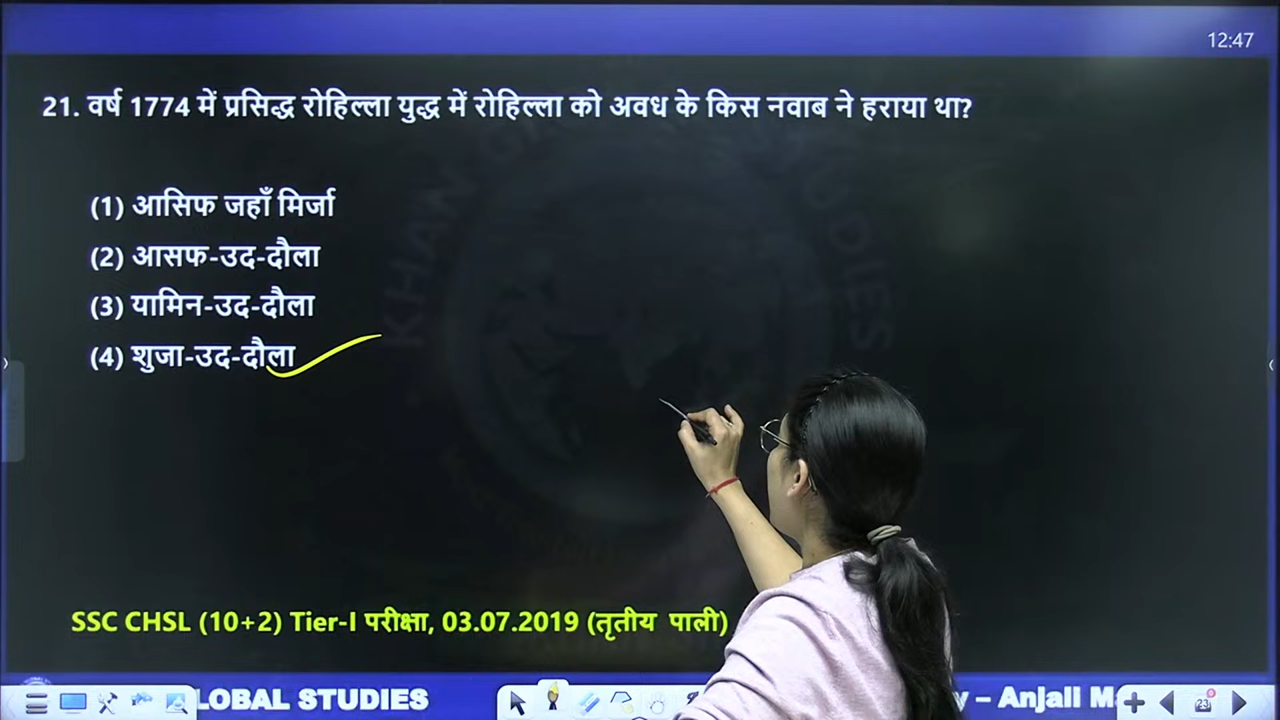 12:47
21. वर्ष 1774 में प्रसिद्ध रोहिल्ला युद्ध में रोहिल्ला को अवध के किस नवाब ने हराया था?
(1) आसिफ जहाँ मिर्जा
(2) आसफ-उद-दौला
(3) यामिन-उद-दौला
(4) शुजा-उद-दौला
SSC CHSL (10+2) Tier-I परीक्षा, 03.07.2019 (तृतीय पाली)
LOBAL STUDIES
– Anjali M
23